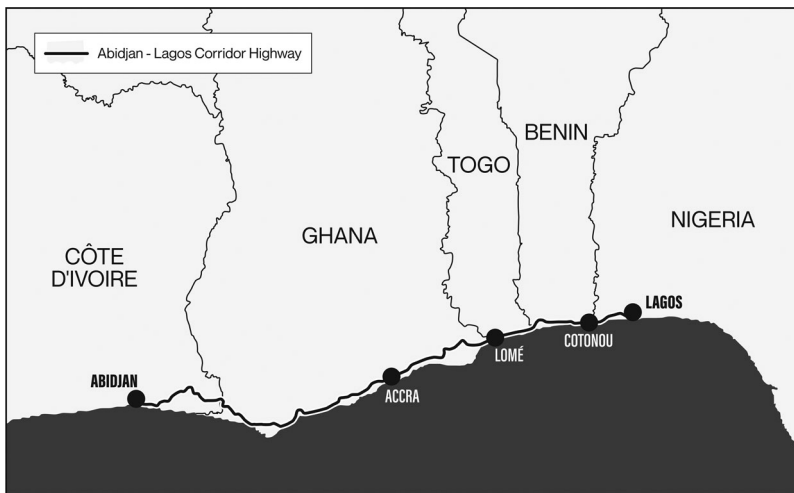 Abidjan - Lagos Corridor Highway
BENIN
TOGO
NIGERIA
GHANA
CÔTE
D'IVOIRE
LAGOS
COTONOU
LOMÉ
ABIDJAN
ACCRA